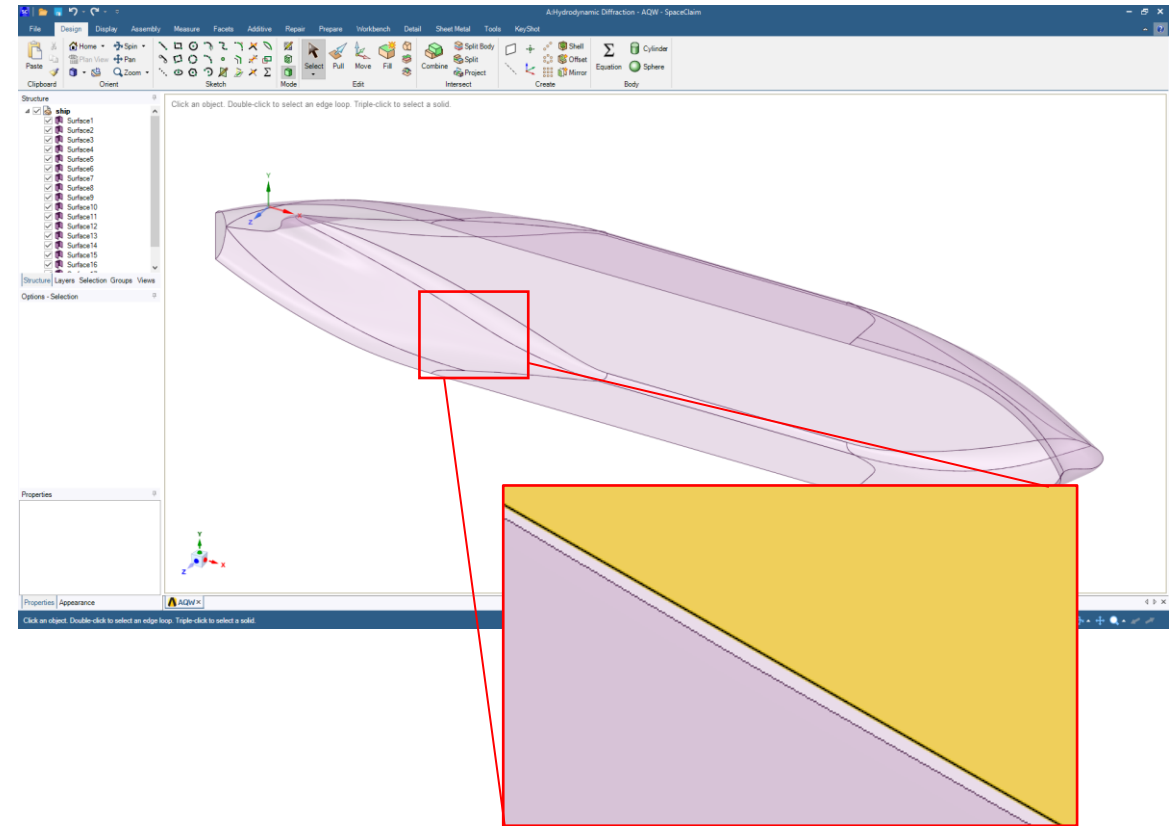 A:Hydrodynamic Diffraction - AQW - SpaceClaim
File Design Display Assembly Measure Facets Additive Repair Prepare Workbench Detail Sheet Metal Tools KeyShot
Home Spin Shell Cylinder
Plan View Pan Split Body Offset Sphere
Zoom Split Mirror
Paste Select Pull Move Fill Combine Project Equation
Clipboard Orient Sketch Mode Edit Intersect Create Body
Structure
Click an object. Double-click to select an edge loop. Triple-click to select a solid.
ship
Surface1
Surface2
Surface3
Surface4
Surface5
Surface6
Surface7
Surface8
Surface9
Surface10
Surface11
Surface12
Surface13
Surface14
Surface15
Surface16
Y
Z
X
Structure Layers Selection Groups Views
Options - Selection
Properties
Y
Z
X
Properties Appearance
AQW
Click an object. Double-click to select an edge loop. Triple-click to select a solid.